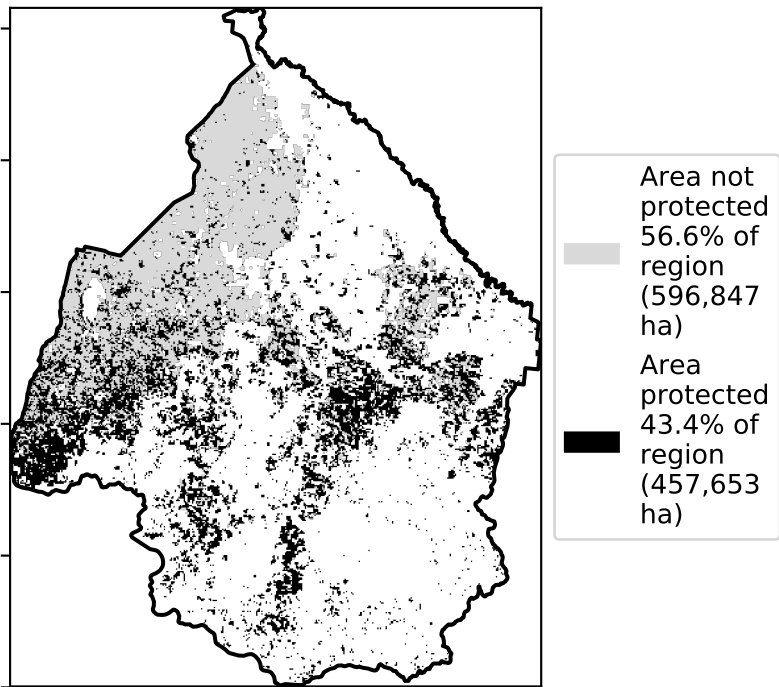 Area not
protected
56.6% of
region
(596,847
ha)
Area
protected
43.4% of
region
(457,653
ha)